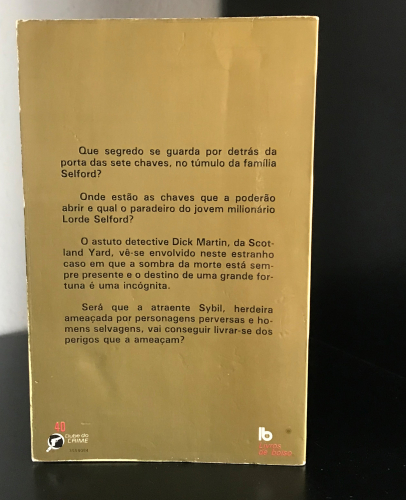 Que segredo se guarda por detrás da
porta das sete chaves, no túmulo da família
Selford?
Onde estão as chaves que a poderão
abrir e qual o paradeiro do jovem milionário
Lorde Selford?
O astuto detective Dick Martin, da Scot-
land Yard, vê-se envolvido neste estranho
caso em que a sombra da morte está sem-
pre presente e o destino de uma grande for-
tuna é uma incógnita.
Será que a atraente Sybil, herdeira
ameaçada por personagens perversas e ho-
mens selvagens, vai conseguir livrar-se dos
perigos que a ameaçam?
40
Clube do
CRIME
lb